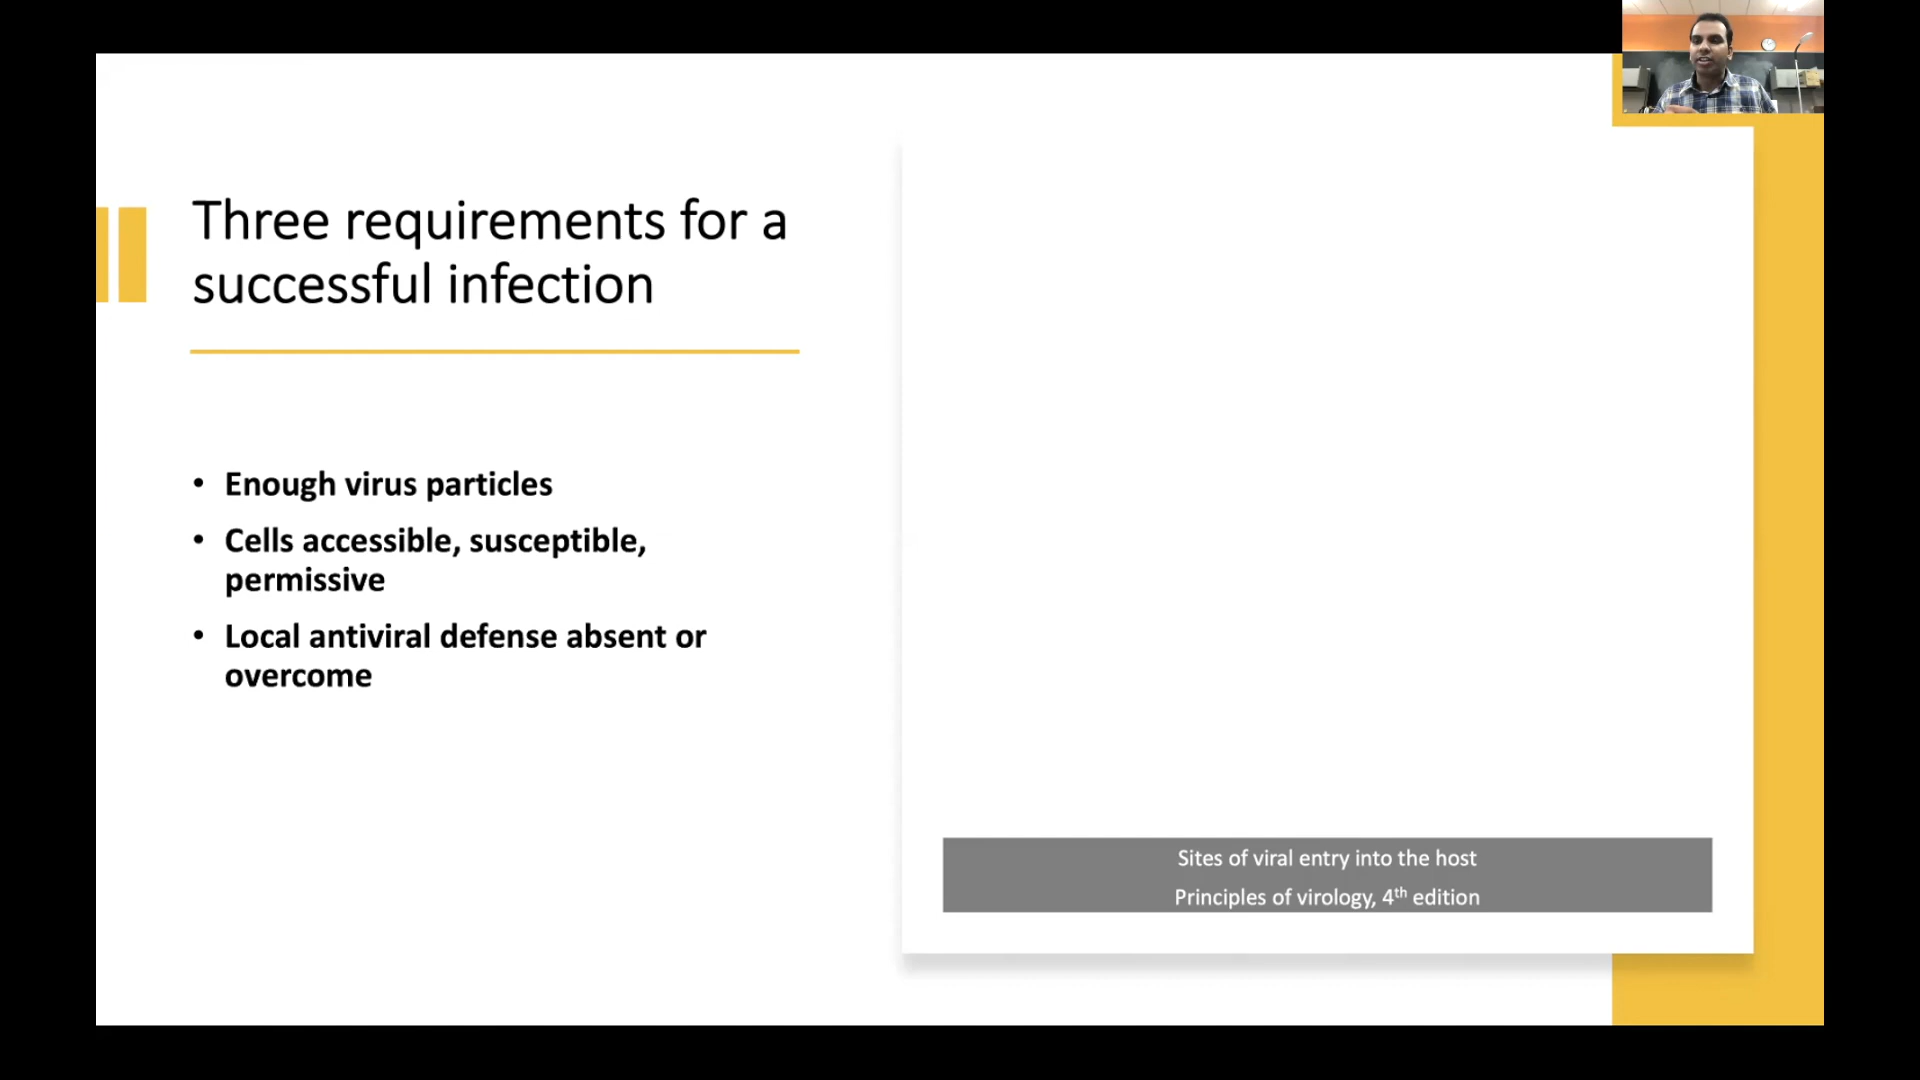 Three requirements for a
successful infection
• Enough virus particles
• Cells accessible, susceptible,
permissive
• Local antiviral defense absent or
overcome
Sites of viral entry into the host
Principles of virology, 4th edition